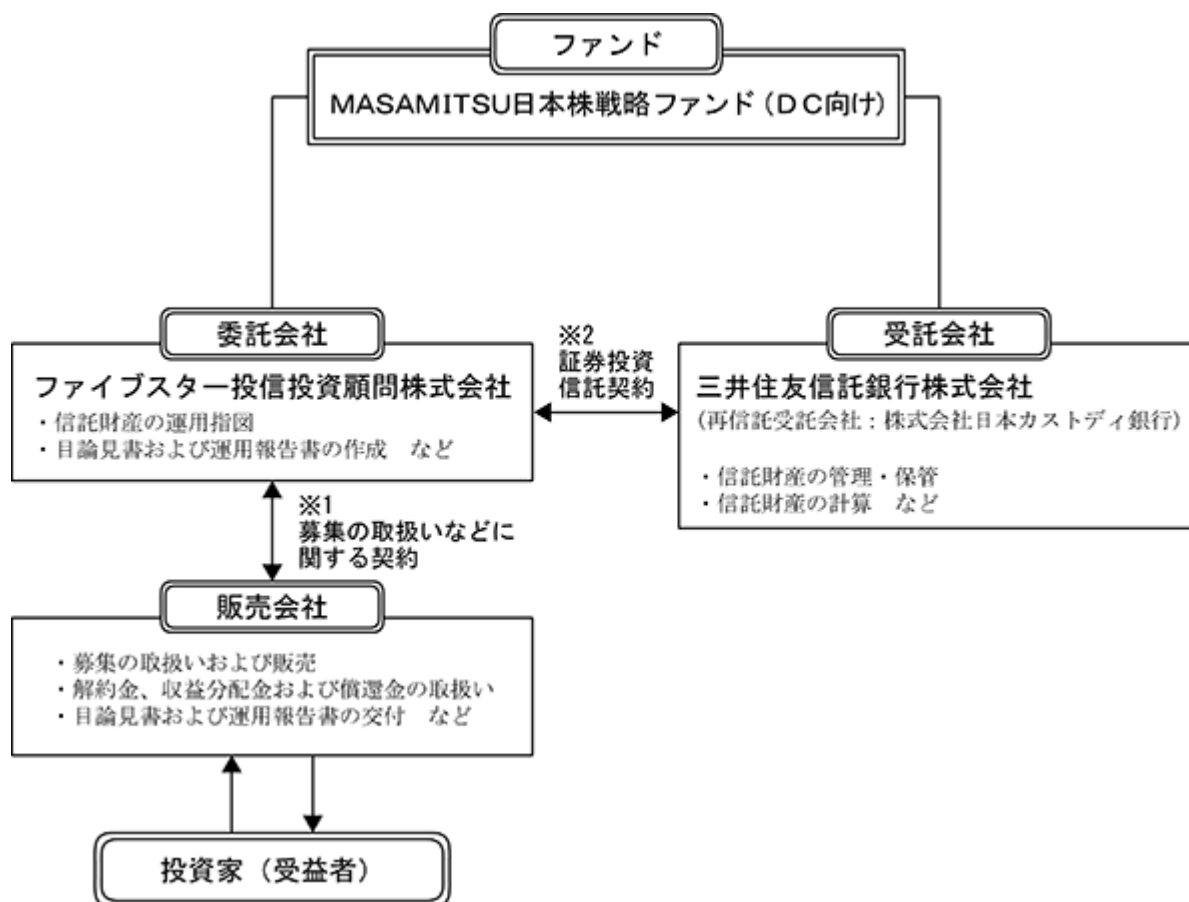 ファンド
MASAMITSU日本株戦略ファンド(DC向け)
委託会社
ファイブスター投信投資顧問株式会社
・信託財産の運用指図
・目論見書および運用報告書の作成 など
※2
証券投資
信託契約
受託会社
三井住友信託銀行株式会社
(再信託受託会社:株式会社日本カストディ銀行)
・信託財産の管理・保管
・信託財産の計算 など
※1
募集の取扱いなどに
関する契約
販売会社
・募集の取扱いおよび販売
・解約金、収益分配金および償還金の取扱い
・目論見書および運用報告書の交付 など
投資家(受益者)